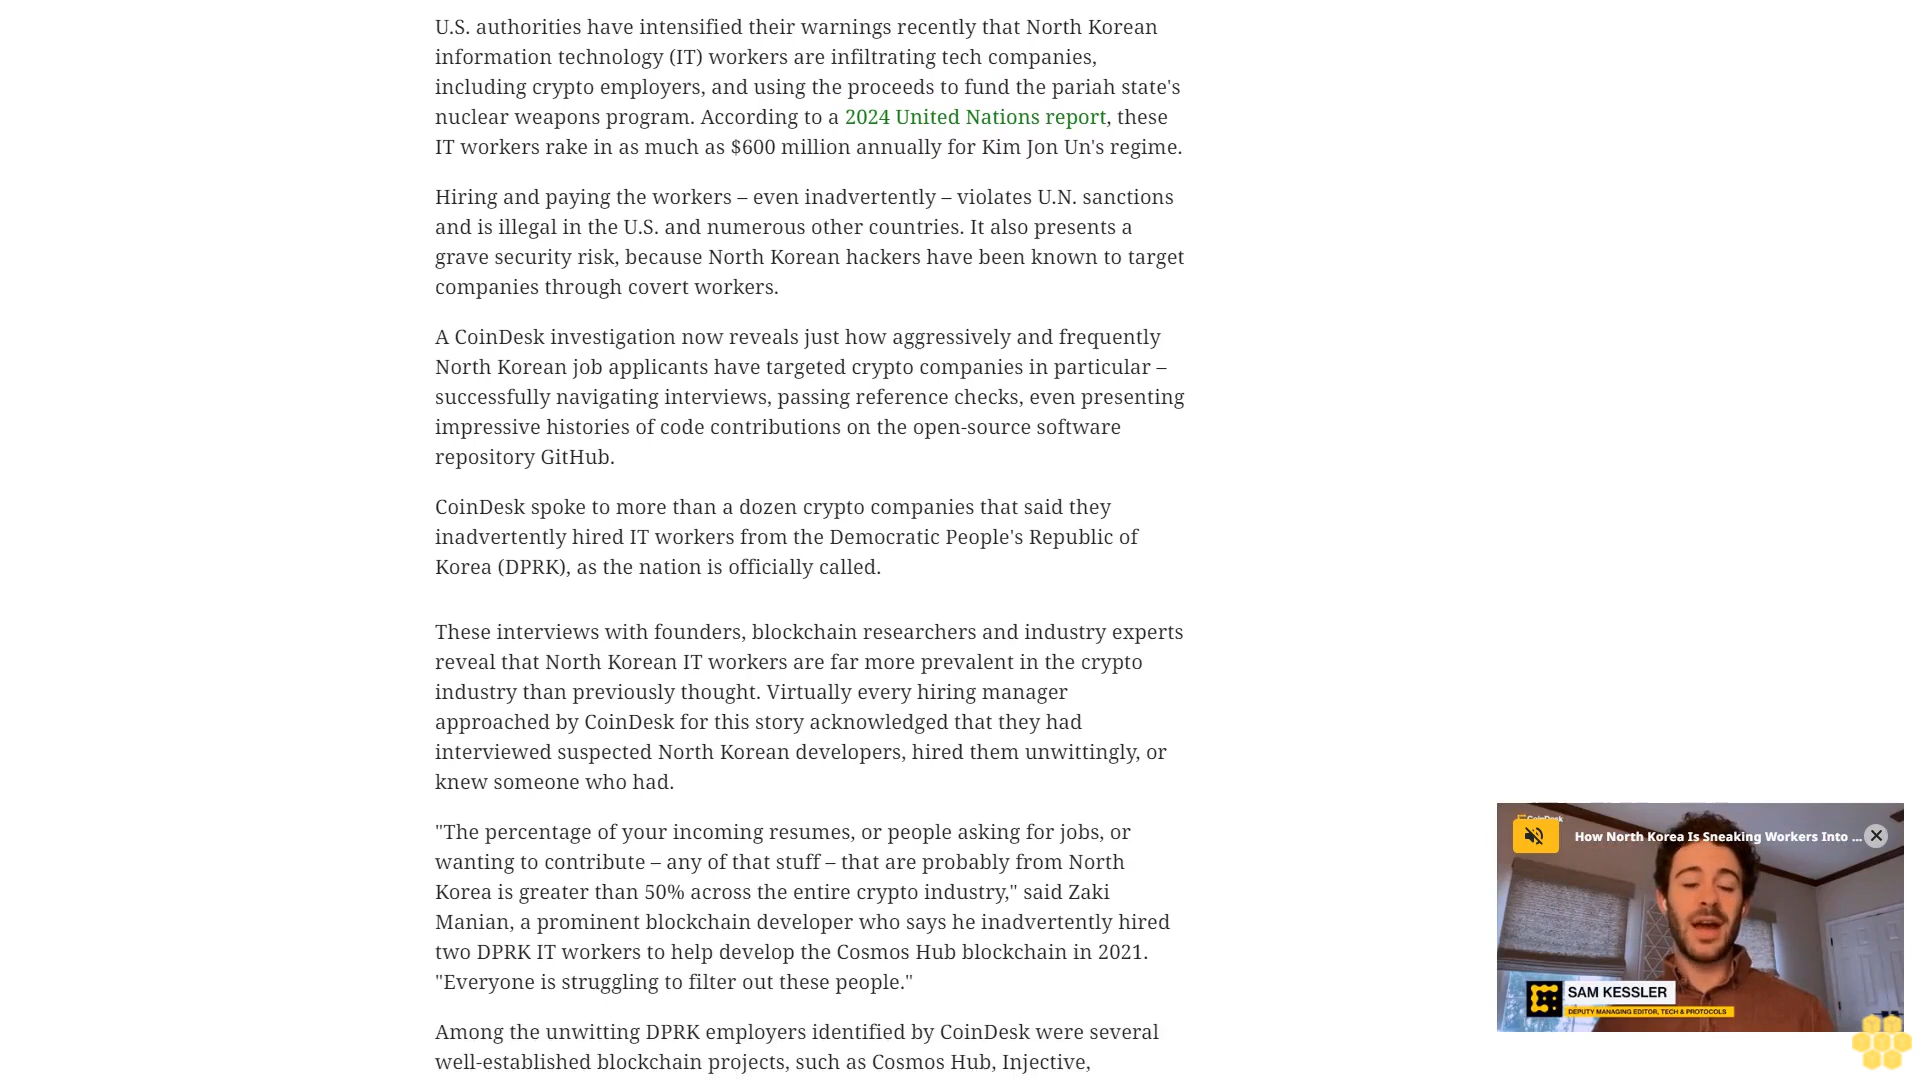 U.S. authorities have intensified their warnings recently that North Korean
information technology (IT) workers are infiltrating tech companies,
including crypto employers, and using the proceeds to fund the pariah state's
nuclear weapons program. According to a 2024 United Nations report, these
IT workers rake in as much as $600 million annually for Kim Jon Un's regime.
Hiring and paying the workers – even inadvertently – violates U.N. sanctions
and is illegal in the U.S. and numerous other countries. It also presents a
grave security risk, because North Korean hackers have been known to target
companies through covert workers.
A CoinDesk investigation now reveals just how aggressively and frequently
North Korean job applicants have targeted crypto companies in particular –
successfully navigating interviews, passing reference checks, even presenting
impressive histories of code contributions on the open-source software
repository GitHub.
CoinDesk spoke to more than a dozen crypto companies that said they
inadvertently hired IT workers from the Democratic People's Republic of
Korea (DPRK), as the nation is officially called.
These interviews with founders, blockchain researchers and industry experts
reveal that North Korean IT workers are far more prevalent in the crypto
industry than previously thought. Virtually every hiring manager
approached by CoinDesk for this story acknowledged that they had
interviewed suspected North Korean developers, hired them unwittingly, or
knew someone who had.
"The percentage of your incoming resumes, or people asking for jobs, or
wanting to contribute – any of that stuff – that are probably from North
Korea is greater than 50% across the entire crypto industry," said Zaki
Manian, a prominent blockchain developer who says he inadvertently hired
two DPRK IT workers to help develop the Cosmos Hub blockchain in 2021.
"Everyone is struggling to filter out these people."
Among the unwitting DPRK employers identified by CoinDesk were several
well-established blockchain projects, such as Cosmos Hub, Injective,
CoinDesk
How North Korea Is Sneaking Workers Into ...
SAM KESSLER
DEPUTY MANAGING EDITOR, TECH & PROTOCOLS